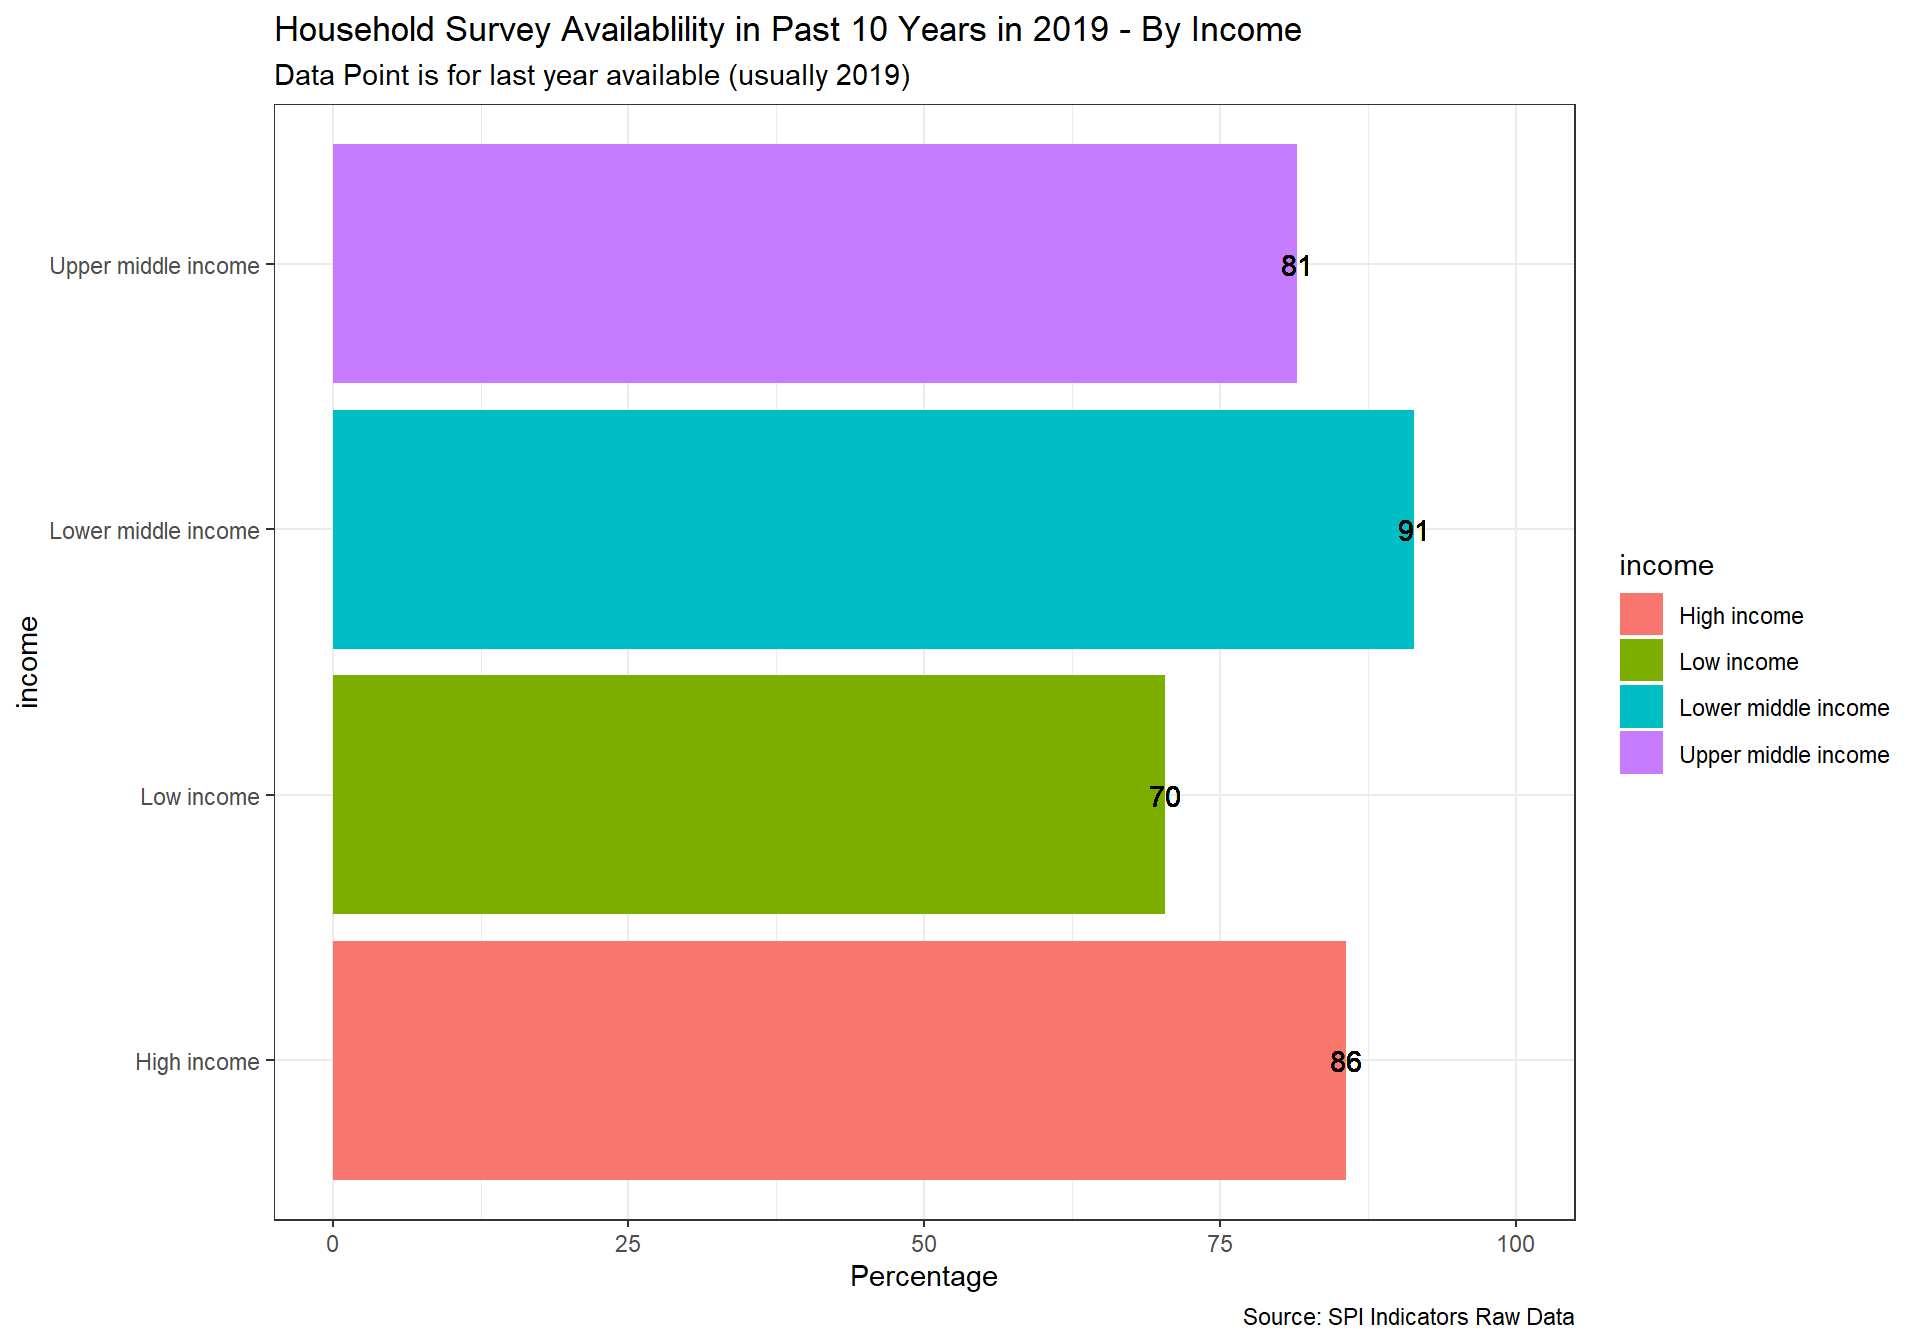 Household Survey Availablility in Past 10 Years in 2019 - By Income
Data Point is for last year available (usually 2019)
Upper middle income
81
Lower middle income
91
Low income
70
High income
86
income
0 25 50 75 100
Percentage
income
High income
Low income
Lower middle income
Upper middle income
Source: SPI Indicators Raw Data